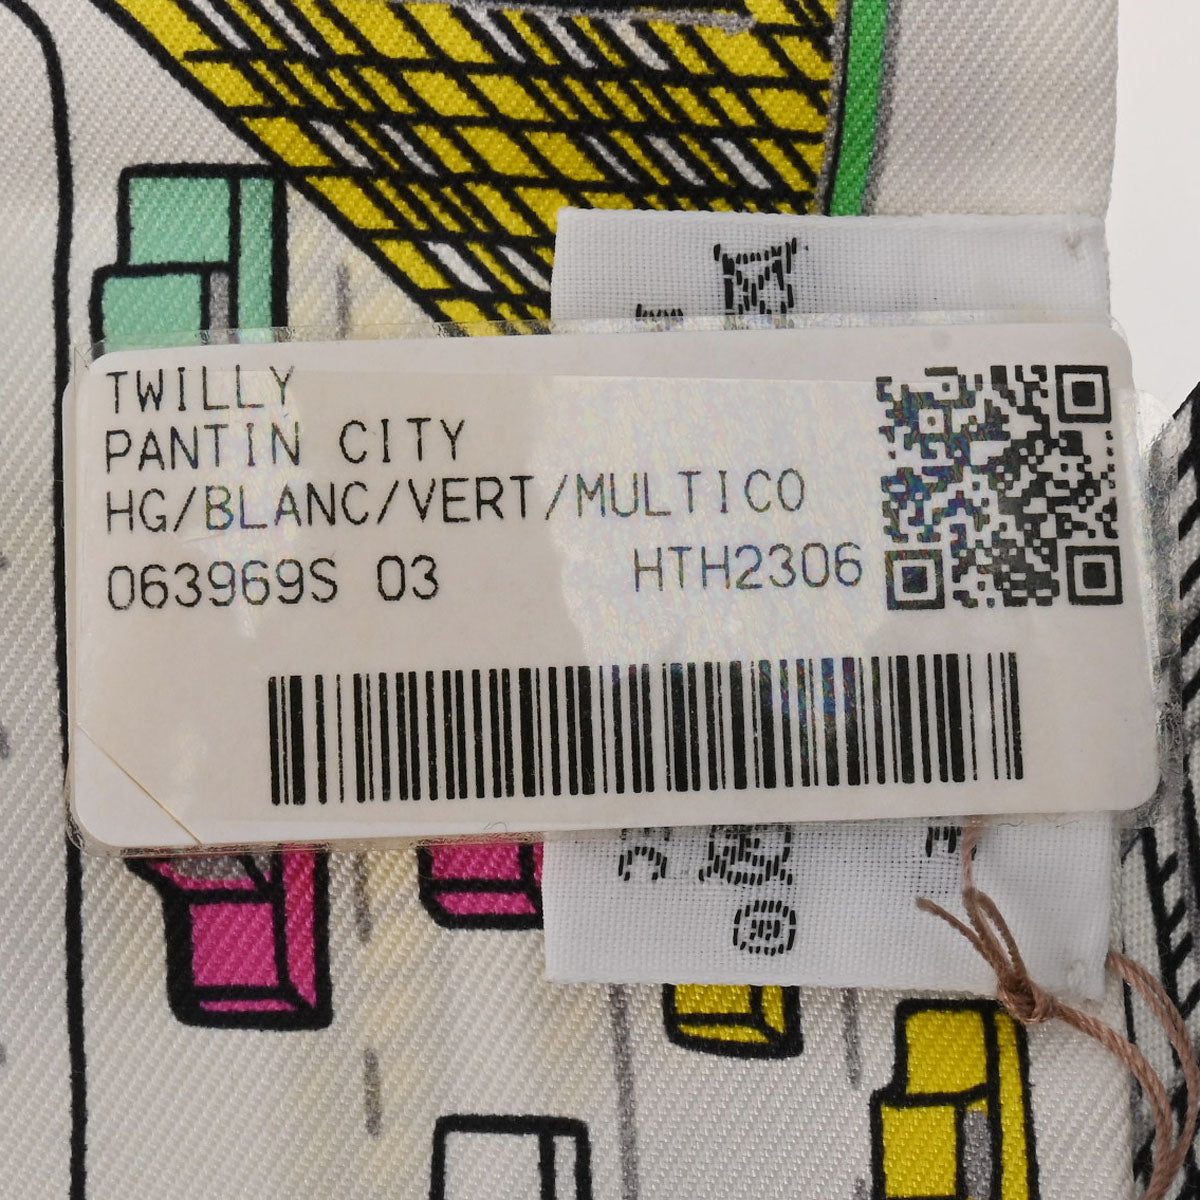 TWILLY
PANTIN CITY
HG/BLANC/VERT/MULTICO
063969S 03 HTH2306